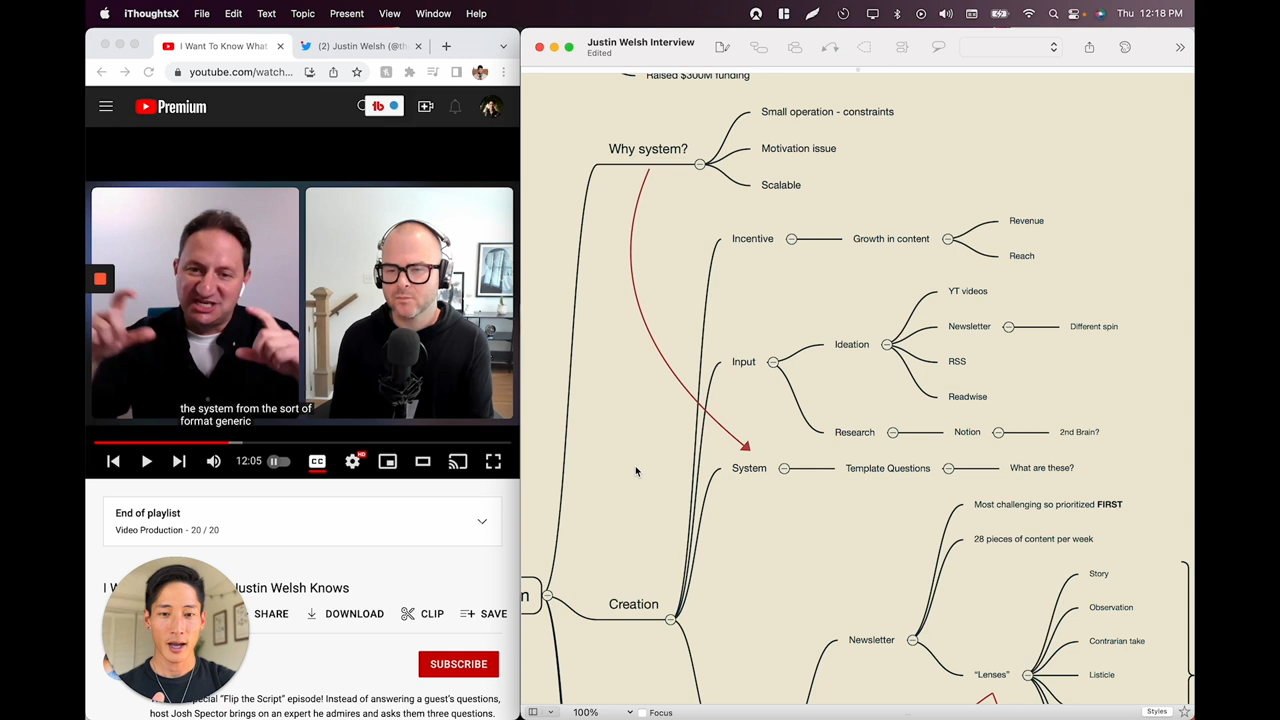 iThoughtsX File Edit Text Topic Present View Window Help
Thu 12:18 PM
I Want To Know What
(2) Justin Welsh (@th
youtube.com/watch...
Premium
the system from the sort of
format generic
12:05
CC
HD
End of playlist
Video Production - 20 / 20
I W
Justin Welsh Knows
SHARE DOWNLOAD CLIP SAVE
SUBSCRIBE
pecial "Flip the Script" episode! Instead of answering a guest's questions,
host Josh Spector brings on an expert he admires and asks them three questions.
Justin Welsh Interview
Edited
Raised $300M funding
Why system?
Small operation - constraints
Motivation issue
Scalable
Incentive
Growth in content
Revenue
Reach
Input
Ideation
YT videos
Newsletter
Different spin
RSS
Readwise
Research
Notion
2nd Brain?
System
Template Questions
What are these?
Creation
Newsletter
Most challenging so prioritized FIRST
28 pieces of content per week
"Lenses"
Story
Observation
Contrarian take
Listicle
100%
Focus
Styles